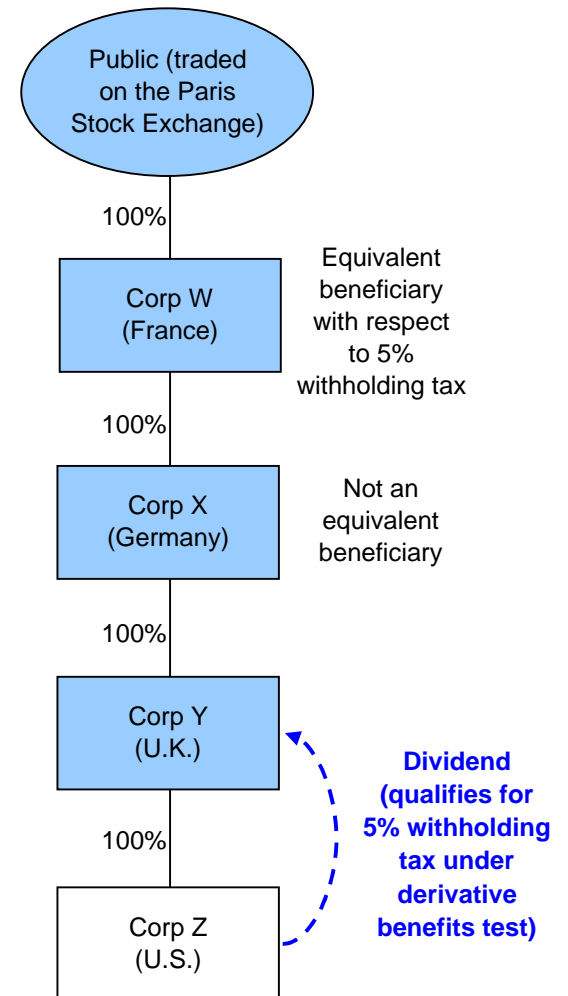 Public (traded
on the Paris
Stock Exchange)
100%
Corp W
(France)
Equivalent
beneficiary
with respect
to 5%
withholding tax
100%
Corp X
(Germany)
Not an
equivalent
beneficiary
100%
Corp Y
(U.K.)
Dividend
(qualifies for
5% withholding
tax under
derivative
benefits test)
100%
Corp Z
(U.S.)